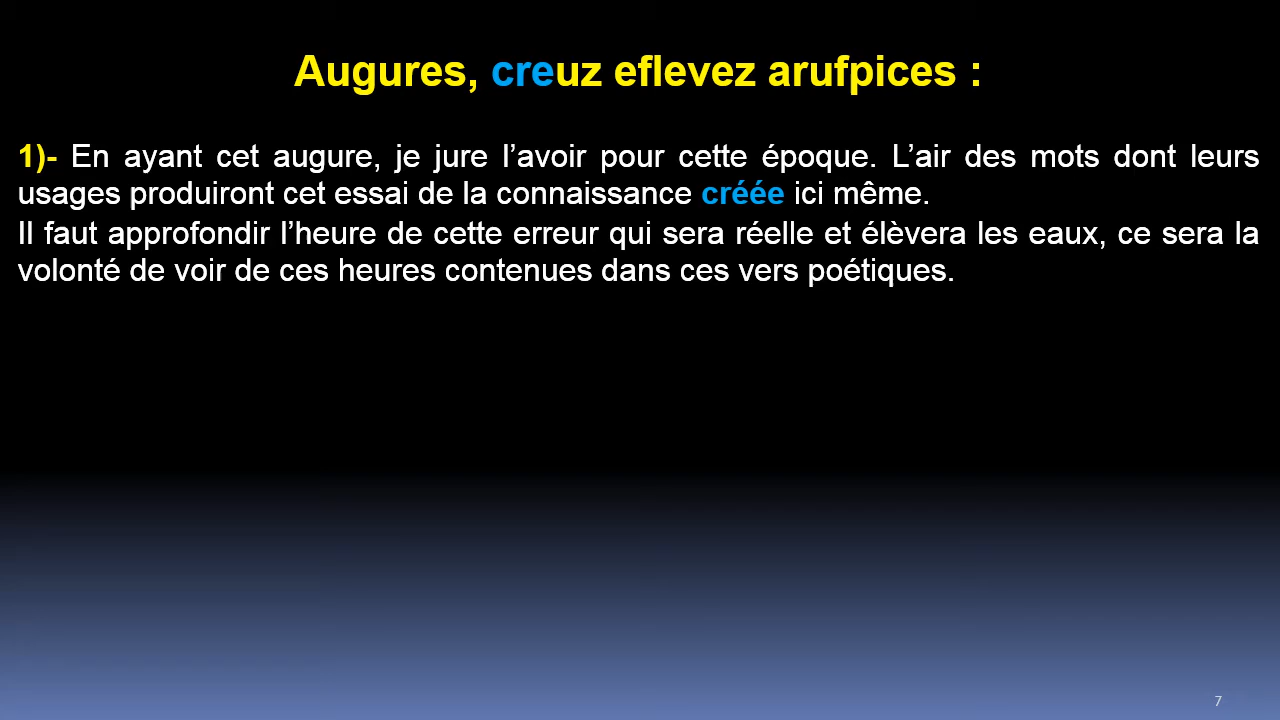 Augures, creuz eflevez arufpices :
1)- En ayant cet augure, je jure l’avoir pour cette époque. L’air des mots dont leurs
usages produiront cet essai de la connaissance créée ici même.
Il faut approfondir l’heure de cette erreur qui sera réelle et élèvera les eaux, ce sera la
volonté de voir de ces heures contenues dans ces vers poétiques.
7